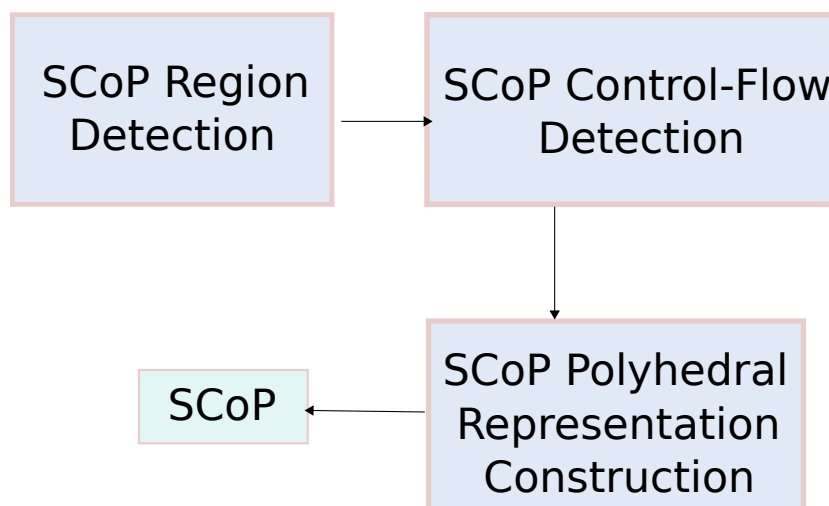 SCoP Region
Detection
SCoP Control-Flow
Detection
SCoP Polyhedral
Representation
Construction
SCoP